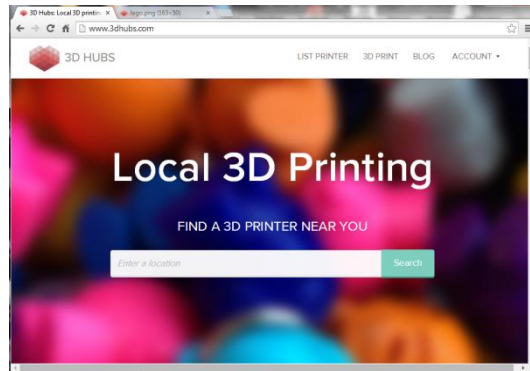 3D Hubs: Local 3D printin
logo.png (163×50)
www.3dhubs.com
3D HUBS
LIST PRINTER 3D PRINT BLOG ACCOUNT
Local 3D Printing
FIND A 3D PRINTER NEAR YOU
Enter a location Search